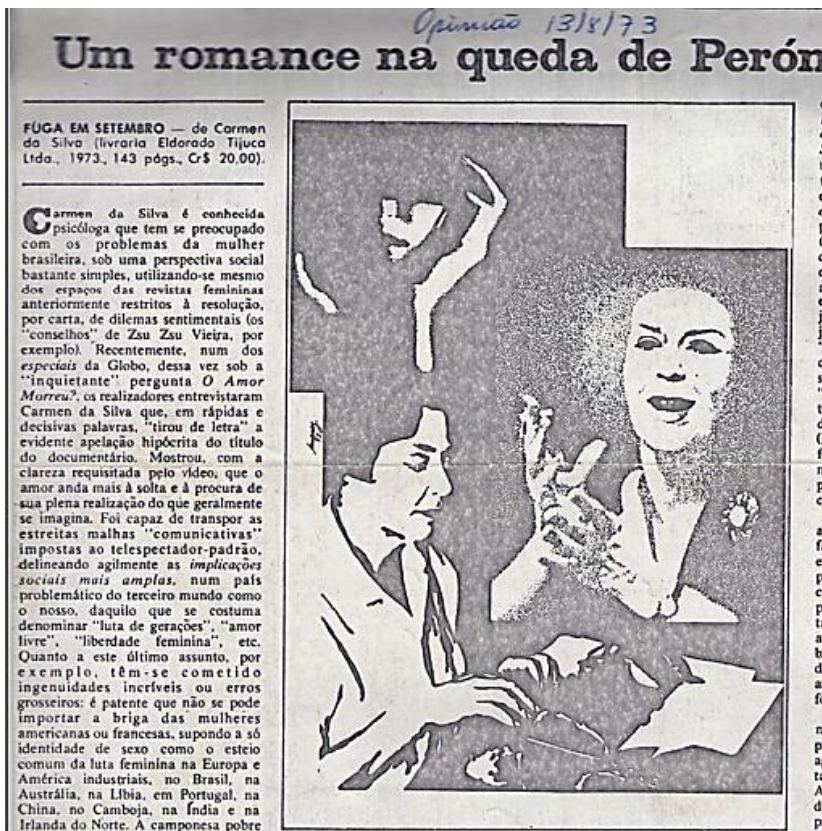 Opinião 13/8/73
Um romance na queda de Perón
FUGA EM SETEMBRO — de Carmen
da Silva (livraria Eldorado Tijuca
Ltda., 1973., 143 págs., Cr$ 20,00).
Carmen da Silva é conhecida
psicóloga que tem se preocupado
com os problemas da mulher
brasileira, sob uma perspectiva social
bastante simples, utilizando-se mesmo
dos espaços das revistas femininas
anteriormente restritos à resolução,
por carta, de dilemas sentimentais (os
"conselhos" de Zsu Zsu Vieira, por
exemplo). Recentemente, num dos
especiais da Globo, dessa vez sob a
"inquietante" pergunta O Amor
Morreu?, os realizadores entrevistaram
Carmen da Silva que, em rápidas e
decisivas palavras, "tirou de letra" a
evidente apelação hipócrita do título
do documentário. Mostrou, com a
clareza requisitada pelo vídeo, que o
amor anda mais à solta e à procura de
sua plena realização do que geralmente
se imagina. Foi capaz de transpor as
estreitas malhas "comunicativas"
impostas ao telespectador-padrão,
delineando agilmente as implicações
sociais mais amplas, num país
problemático do terceiro mundo como
o nosso, daquilo que se costuma
denominar "luta de gerações", "amor
livre", "liberdade feminina", etc.
Quanto a este último assunto, por
exemplo, têm-se cometido
ingenuidades incríveis ou erros
grosseiros: é patente que não se pode
importar a briga das mulheres
americanas ou francesas, supondo a só
identidade de sexo como o esteio
comum da luta feminina na Europa e
América industriais, no Brasil, na
Austrália, na Líbia, em Portugal, na
China, no Camboja, na Índia e na
Irlanda do Norte. A camponesa pobre